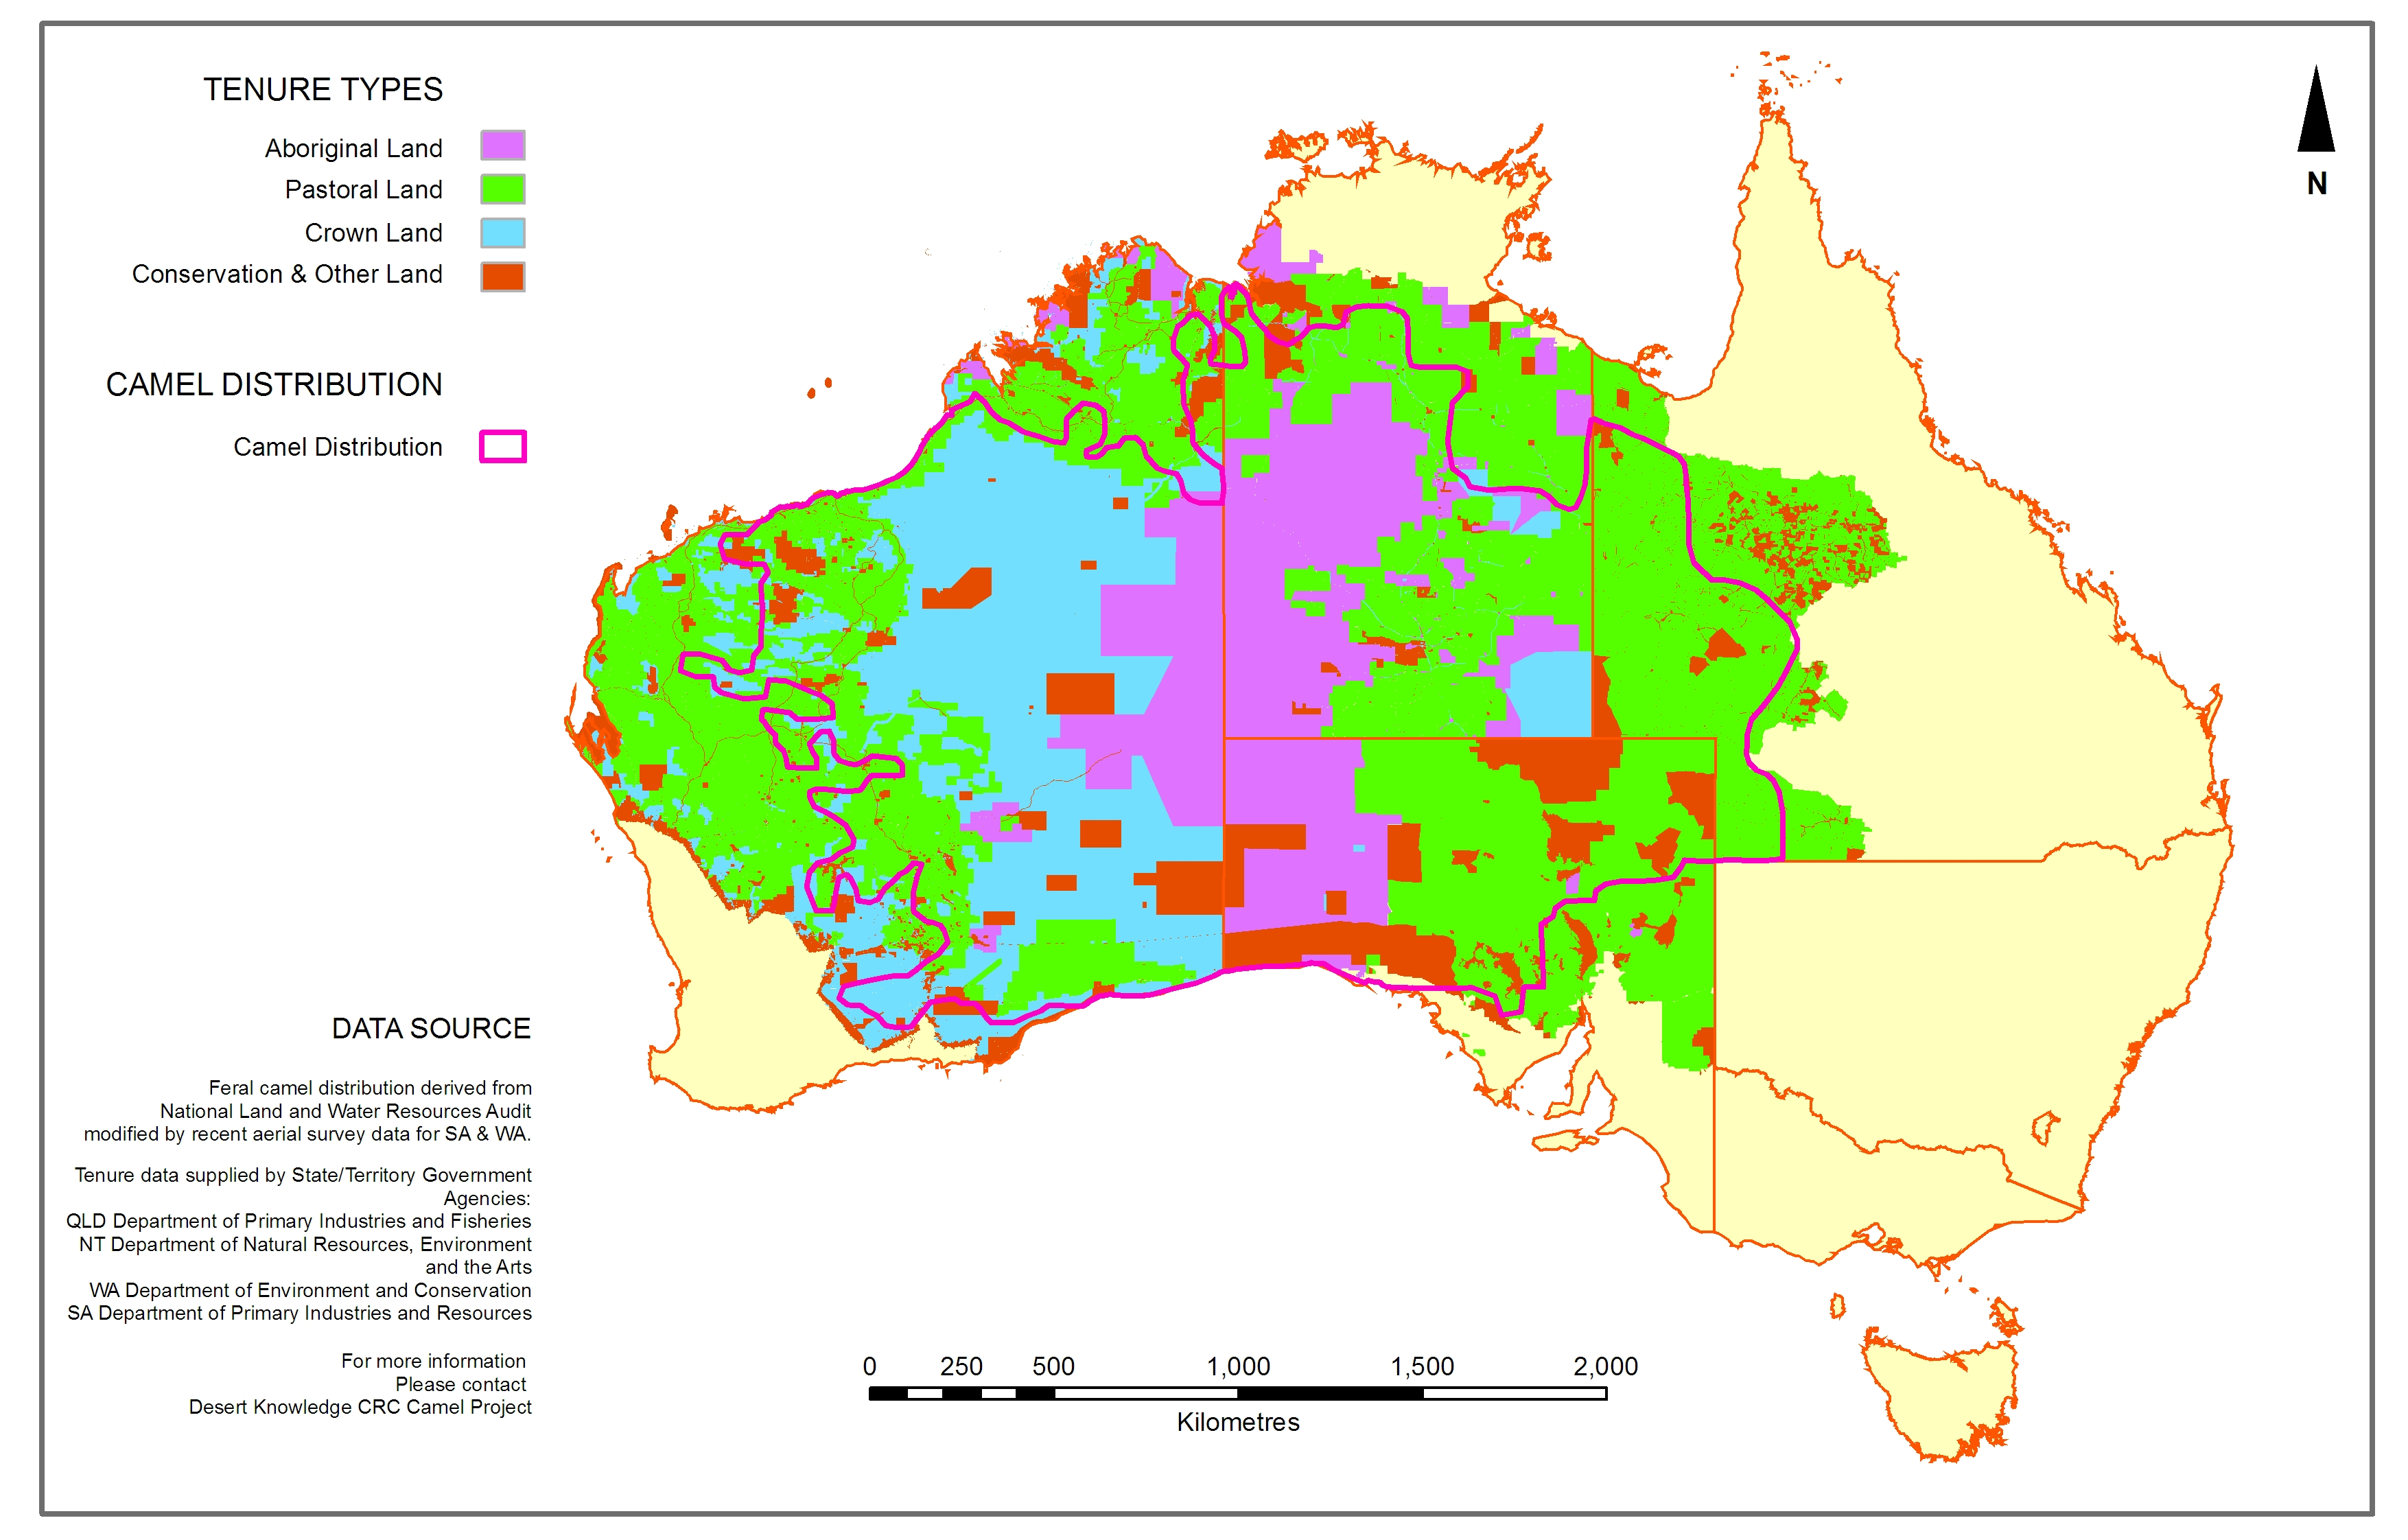 TENURE TYPES
Aboriginal Land
Pastoral Land
Crown Land
Conservation & Other Land
CAMEL DISTRIBUTION
Camel Distribution
N
DATA SOURCE
Feral camel distribution derived from
National Land and Water Resources Audit
modified by recent aerial survey data for SA & WA.
Tenure data supplied by State/Territory Government
Agencies:
QLD Department of Primary Industries and Fisheries
NT Department of Natural Resources, Environment
and the Arts
WA Department of Environment and Conservation
SA Department of Primary Industries and Resources
For more information
Please contact
Desert Knowledge CRC Camel Project
0 250 500 1,000 1,500 2,000
Kilometres